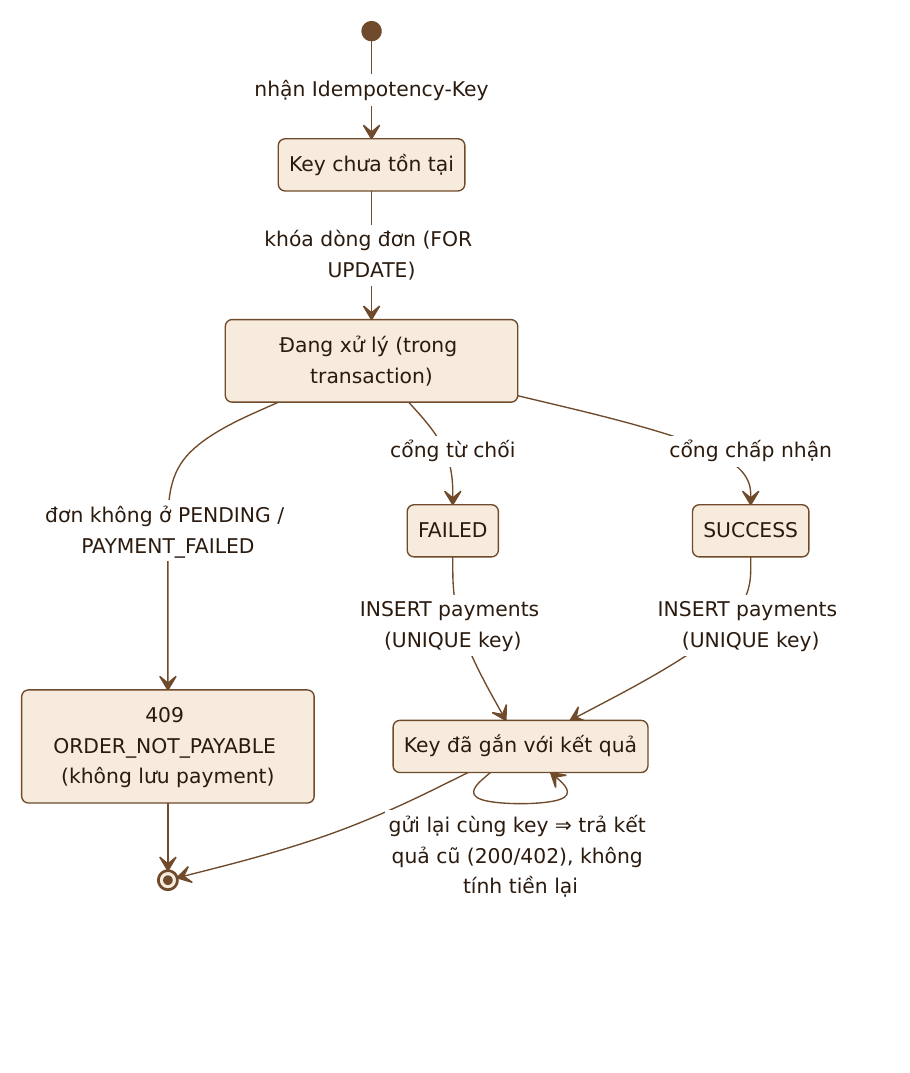 nhận Idempotency-Key
Key chưa tồn tại
khóa dòng đơn (FOR
UPDATE)
Đang xử lý (trong
transaction)
cổng từ chối
cổng chấp nhận
đơn không ở PENDING /
PAYMENT_FAILED
FAILED
SUCCESS
INSERT payments
(UNIQUE key)
INSERT payments
(UNIQUE key)
409
ORDER_NOT_PAYABLE
(không lưu payment)
Key đã gắn với kết quả
gửi lại cùng key ⇒ trả kết
quả cũ (200/402), không
tính tiền lại